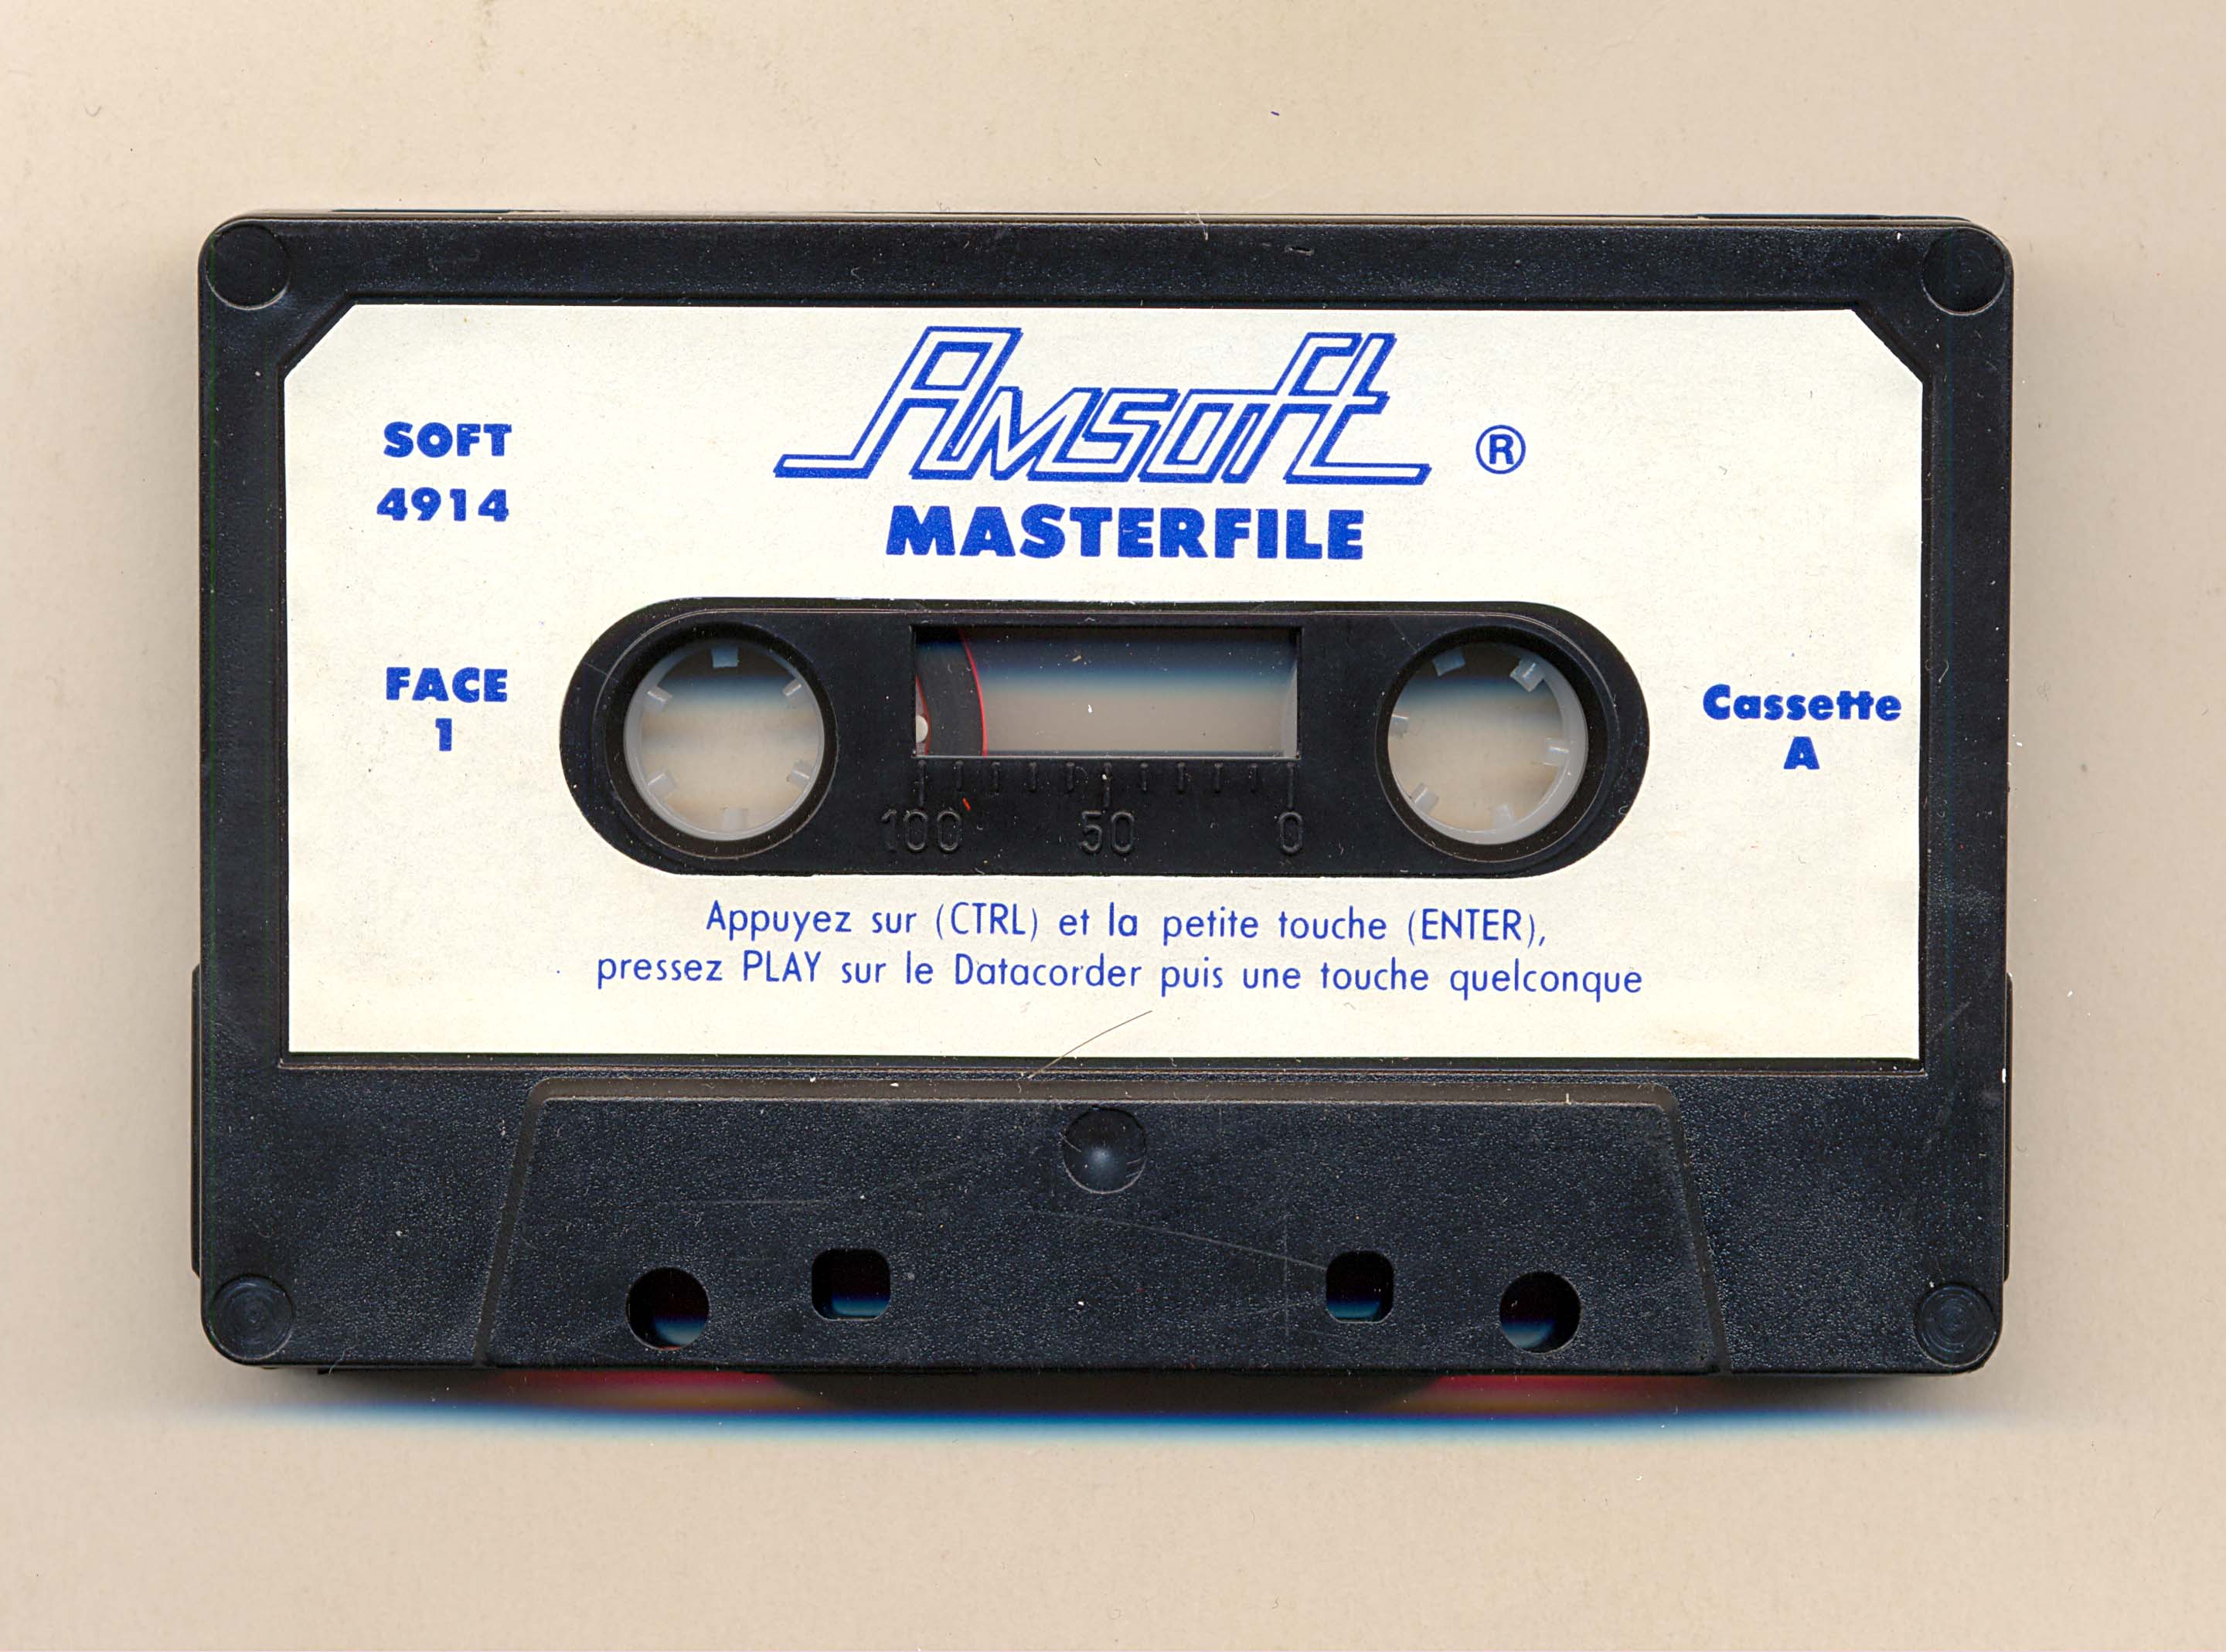 Amsoft ®
SOFT
4914
MASTERFILE
FACE
1
Cassette
A
100 50 0
Appuyez sur (CTRL) et la petite touche (ENTER),
pressez PLAY sur le Datacorder puis une touche quelconque